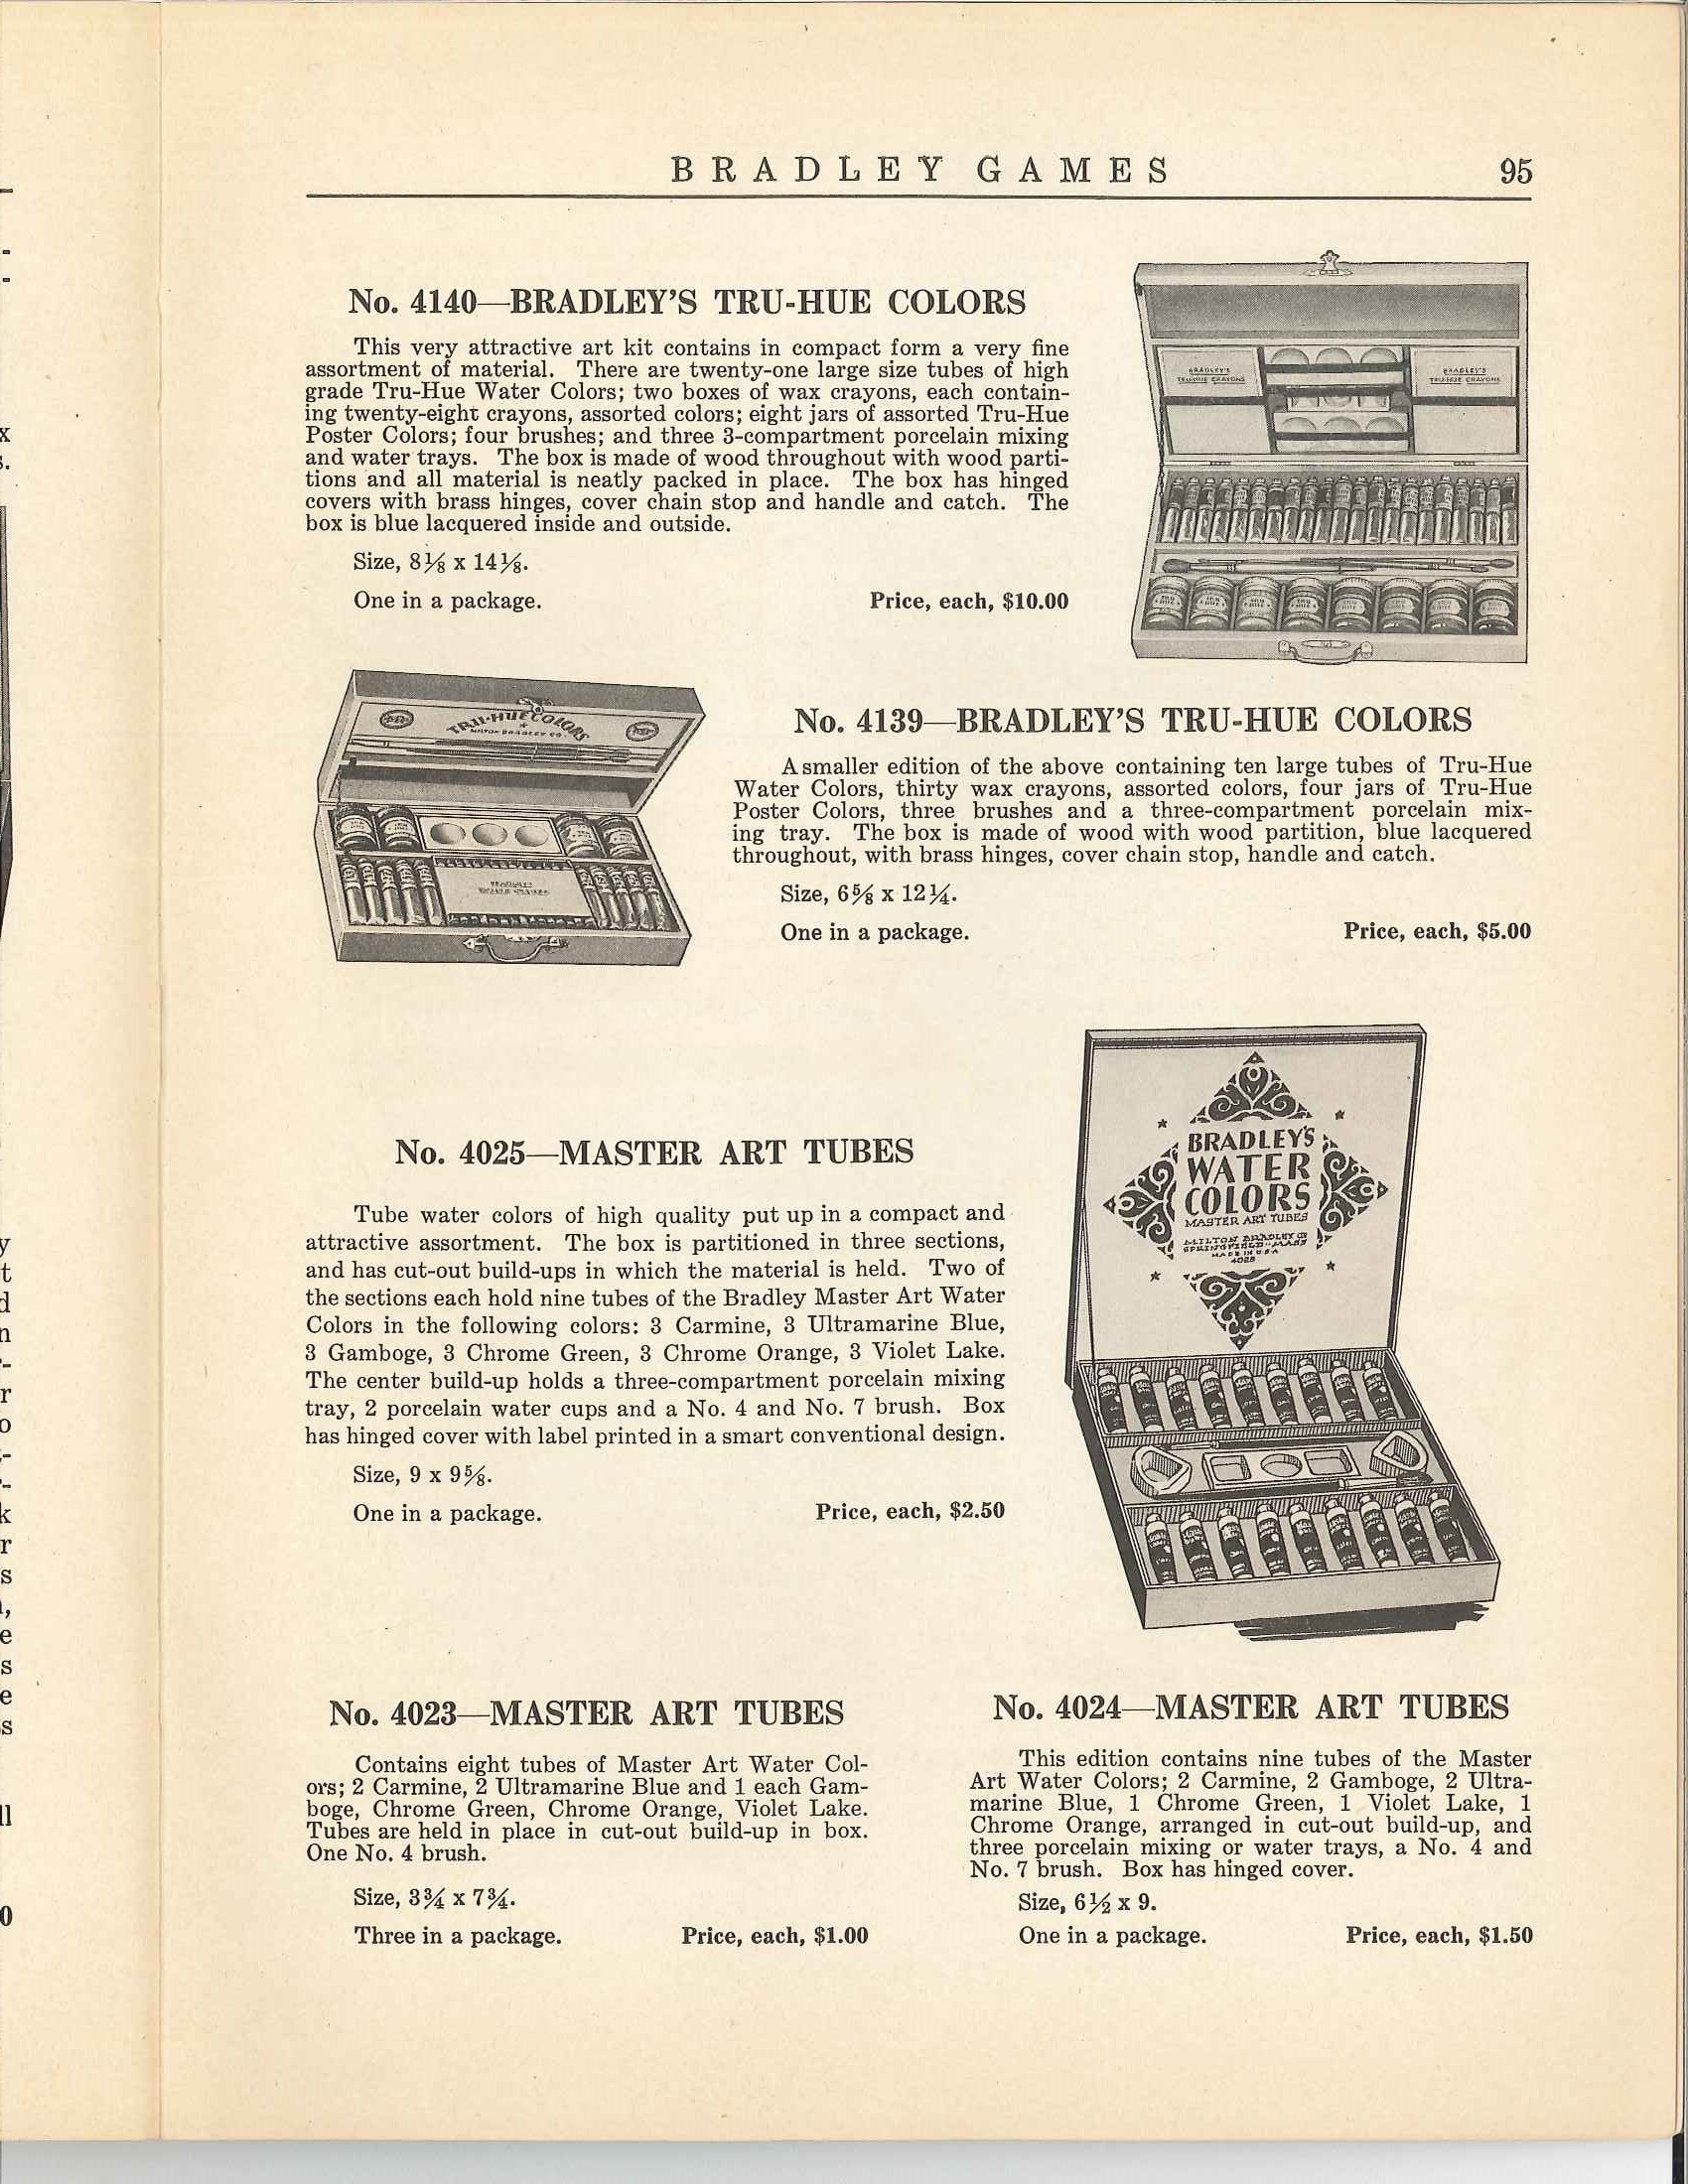 BRADLEY GAMES 95
No. 4140—BRADLEY'S TRU-HUE COLORS
This very attractive art kit contains in compact form a very fine
assortment of material. There are twenty-one large size tubes of high
grade Tru-Hue Water Colors; two boxes of wax crayons, each contain-
ing twenty-eight crayons, assorted colors; eight jars of assorted Tru-Hue
Poster Colors; four brushes; and three 3-compartment porcelain mixing
and water trays. The box is made of wood throughout with wood parti-
tions and all material is neatly packed in place. The box has hinged
covers with brass hinges, cover chain stop and handle and catch. The
box is blue lacquered inside and outside.
Size, 8⅛ x 14⅛.
One in a package. Price, each, $10.00
BRADLEY'S
TRU-HUE CRAYONS
BRADLEY'S
TRU-HUE CRAYONS
TRU-HUE COLORS
MILTON BRADLEY CO.
No. 4139—BRADLEY'S TRU-HUE COLORS
A smaller edition of the above containing ten large tubes of Tru-Hue
Water Colors, thirty wax crayons, assorted colors, four jars of Tru-Hue
Poster Colors, three brushes and a three-compartment porcelain mix-
ing tray. The box is made of wood with wood partition, blue lacquered
throughout, with brass hinges, cover chain stop, handle and catch.
Size, 6⅝ x 12¼.
One in a package. Price, each, $5.00
No. 4025—MASTER ART TUBES
Tube water colors of high quality put up in a compact and
attractive assortment. The box is partitioned in three sections,
and has cut-out build-ups in which the material is held. Two of
the sections each hold nine tubes of the Bradley Master Art Water
Colors in the following colors: 3 Carmine, 3 Ultramarine Blue,
3 Gamboge, 3 Chrome Green, 3 Chrome Orange, 3 Violet Lake.
The center build-up holds a three-compartment porcelain mixing
tray, 2 porcelain water cups and a No. 4 and No. 7 brush. Box
has hinged cover with label printed in a smart conventional design.
Size, 9 x 9⅝.
One in a package. Price, each, $2.50
BRADLEY'S
WATER
COLORS
MASTER ART TUBES
MILTON BRADLEY CO
SPRINGFIELD-MASS
MADE IN U.S.A
4025
No. 4023—MASTER ART TUBES
Contains eight tubes of Master Art Water Col-
ors; 2 Carmine, 2 Ultramarine Blue and 1 each Gam-
boge, Chrome Green, Chrome Orange, Violet Lake.
Tubes are held in place in cut-out build-up in box.
One No. 4 brush.
Size, 3¾ x 7¾.
Three in a package. Price, each, $1.00
No. 4024—MASTER ART TUBES
This edition contains nine tubes of the Master
Art Water Colors; 2 Carmine, 2 Gamboge, 2 Ultra-
marine Blue, 1 Chrome Green, 1 Violet Lake, 1
Chrome Orange, arranged in cut-out build-up, and
three porcelain mixing or water trays, a No. 4 and
No. 7 brush. Box has hinged cover.
Size, 6½ x 9.
One in a package. Price, each, $1.50